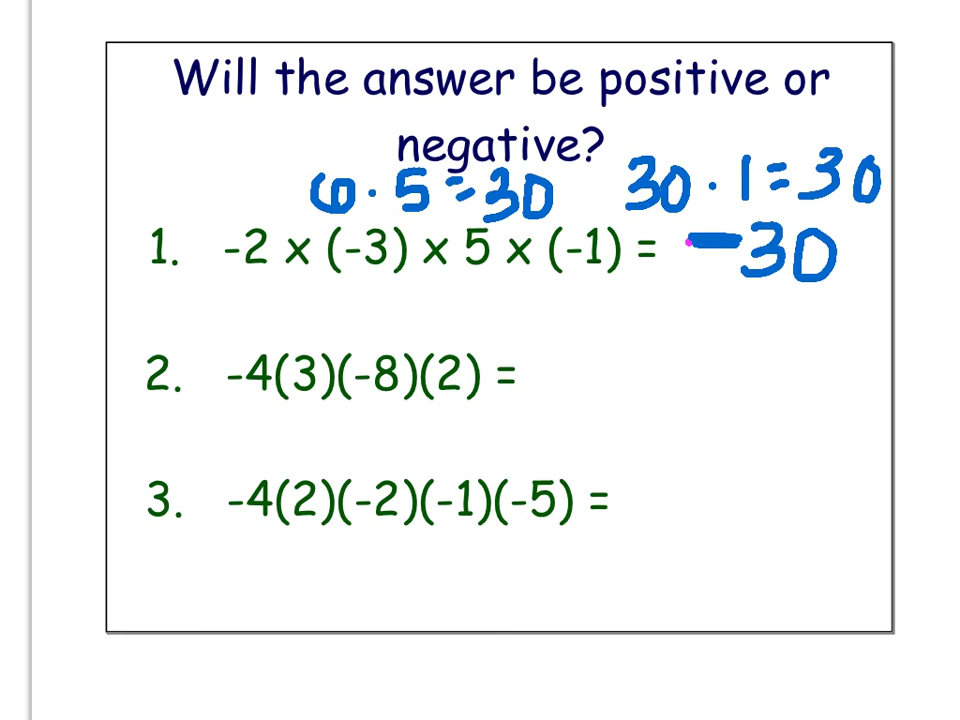 Will the answer be positive or
negative?
6 · 5 = 30 30 · 1 = 30
1. -2 x (-3) x 5 x (-1) = -30
2. -4(3)(-8)(2) =
3. -4(2)(-2)(-1)(-5) =